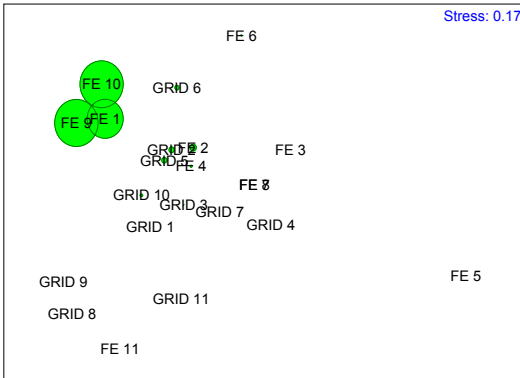 Stress: 0.17
FE 6
FE 10
GRID 6
FE 9
FE 1
GRID 2
FE 2
FE 3
GRID 5
FE 4
GRID 10
GRID 3
GRID 7
GRID 1
GRID 4
FE 5
GRID 9
GRID 11
GRID 8
FE 11